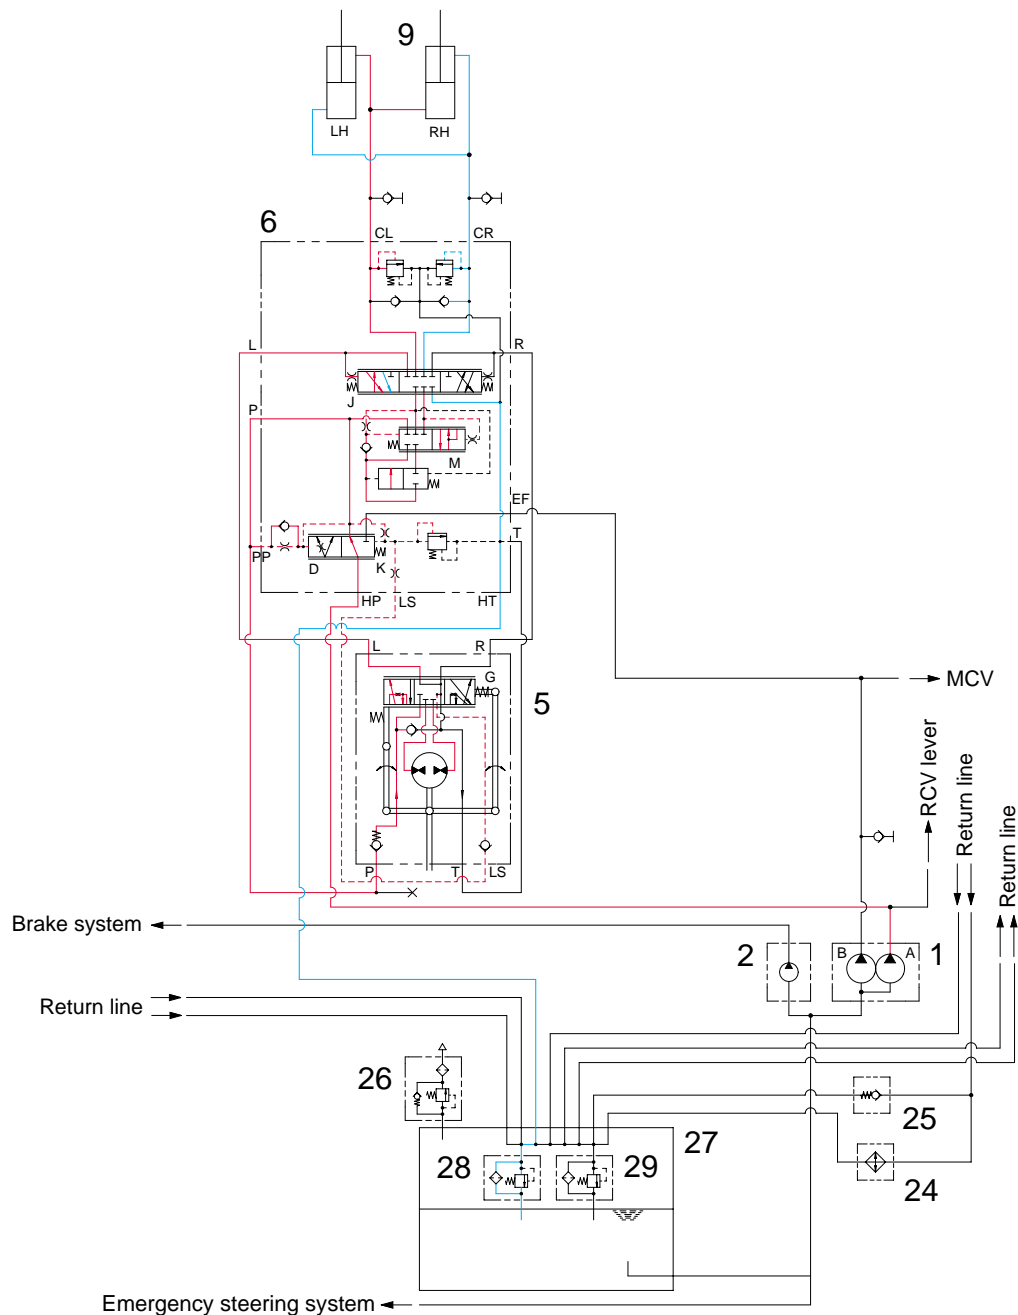 9
LH
RH
6
CL
CR
L
R
J
P
M
EF
T
PP
D
K
HP
LS
HT
L
R
G
5
MCV
RCV lever
Return line
Return line
P
T
LS
Brake system
2
B
A
1
Return line
26
25
27
28
29
24
Emergency steering system